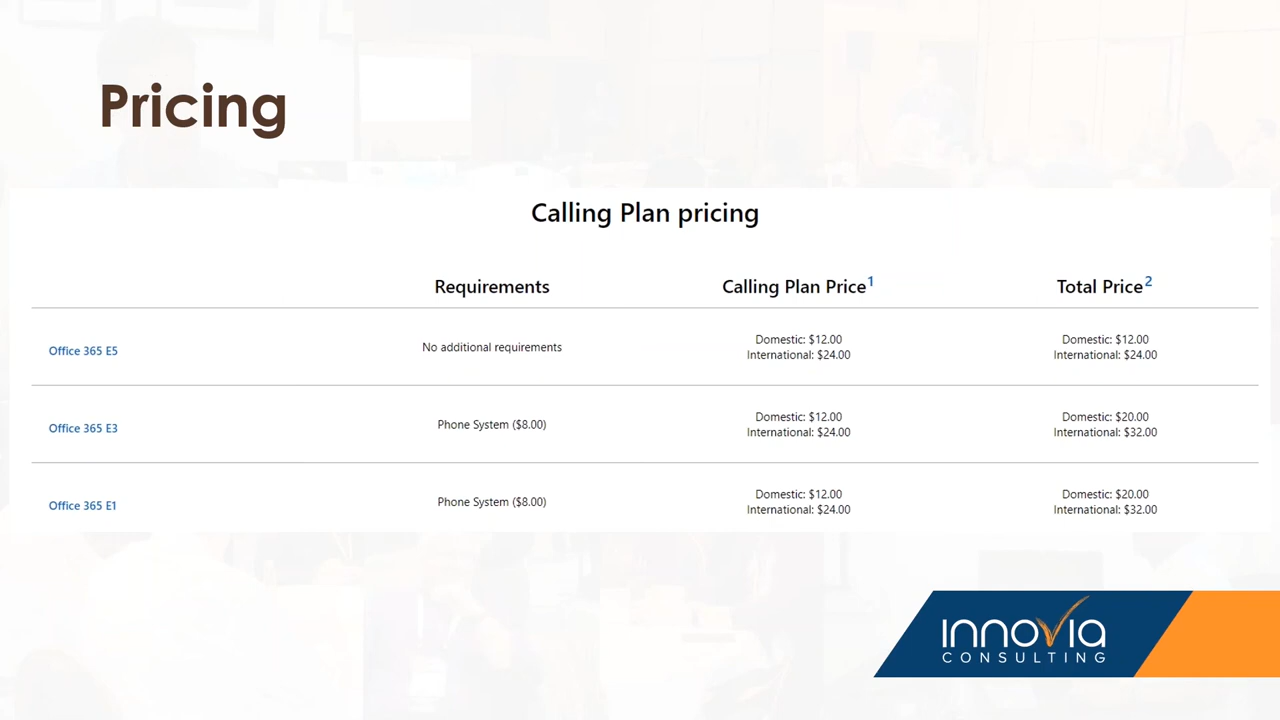 Pricing
Calling Plan pricing
Requirements Calling Plan Price1 Total Price2
Office 365 E5 No additional requirements Domestic: $12.00 Domestic: $12.00
International: $24.00 International: $24.00
Office 365 E3 Phone System ($8.00) Domestic: $12.00 Domestic: $20.00
International: $24.00 International: $32.00
Office 365 E1 Phone System ($8.00) Domestic: $12.00 Domestic: $20.00
International: $24.00 International: $32.00
INNOVIA
CONSULTING